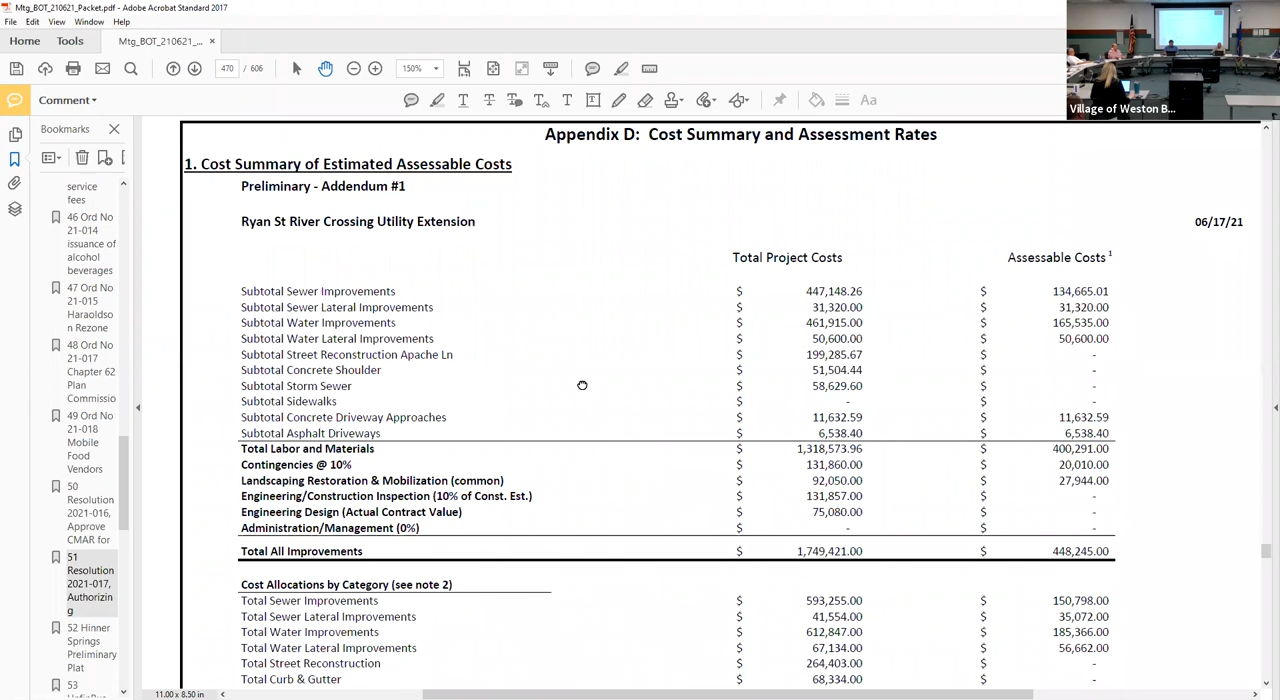 Mtg_BOT_210621_Packet.pdf - Adobe Acrobat Standard 2017
File Edit View Window Help
Home Tools Mtg_BOT_210621_... ×
470 / 606 150%
Comment
Aa
Village of Weston B...
Bookmarks
service
fees
46 Ord No
21-014
issuance of
alcohol
beverages
47 Ord No
21-015
Haraoldso
n Rezone
48 Ord No
21-017
Chapter 62
Plan
Commissio
49 Ord No
21-018
Mobile
Food
Vendors
50
Resolution
2021-016,
Approve
CMAR for
51
Resolution
2021-017,
Authorizin
g
52 Hinner
Springs
Preliminary
Plat
53
Appendix D: Cost Summary and Assessment Rates
1. Cost Summary of Estimated Assessable Costs
Preliminary - Addendum #1
Ryan St River Crossing Utility Extension 06/17/21
Total Project Costs Assessable Costs 1
Subtotal Sewer Improvements $ 447,148.26 $ 134,665.01
Subtotal Sewer Lateral Improvements $ 31,320.00 $ 31,320.00
Subtotal Water Improvements $ 461,915.00 $ 165,535.00
Subtotal Water Lateral Improvements $ 50,600.00 $ 50,600.00
Subtotal Street Reconstruction Apache Ln $ 199,285.67 $ -
Subtotal Concrete Shoulder $ 51,504.44 $ -
Subtotal Storm Sewer $ 58,629.60 $ -
Subtotal Sidewalks $ - $ -
Subtotal Concrete Driveway Approaches $ 11,632.59 $ 11,632.59
Subtotal Asphalt Driveways $ 6,538.40 $ 6,538.40
Total Labor and Materials $ 1,318,573.96 $ 400,291.00
Contingencies @ 10% $ 131,860.00 $ 20,010.00
Landscaping Restoration & Mobilization (common) $ 92,050.00 $ 27,944.00
Engineering/Construction Inspection (10% of Const. Est.) $ 131,857.00 $ -
Engineering Design (Actual Contract Value) $ 75,080.00 $ -
Administration/Management (0%) $ - $ -
Total All Improvements $ 1,749,421.00 $ 448,245.00
Cost Allocations by Category (see note 2)
Total Sewer Improvements $ 593,255.00 $ 150,798.00
Total Sewer Lateral Improvements $ 41,554.00 $ 35,072.00
Total Water Improvements $ 612,847.00 $ 185,366.00
Total Water Lateral Improvements $ 67,134.00 $ 56,662.00
Total Street Reconstruction $ 264,403.00 $ -
Total Curb & Gutter $ 68,334.00 $ -
11.00 x 8.50 in